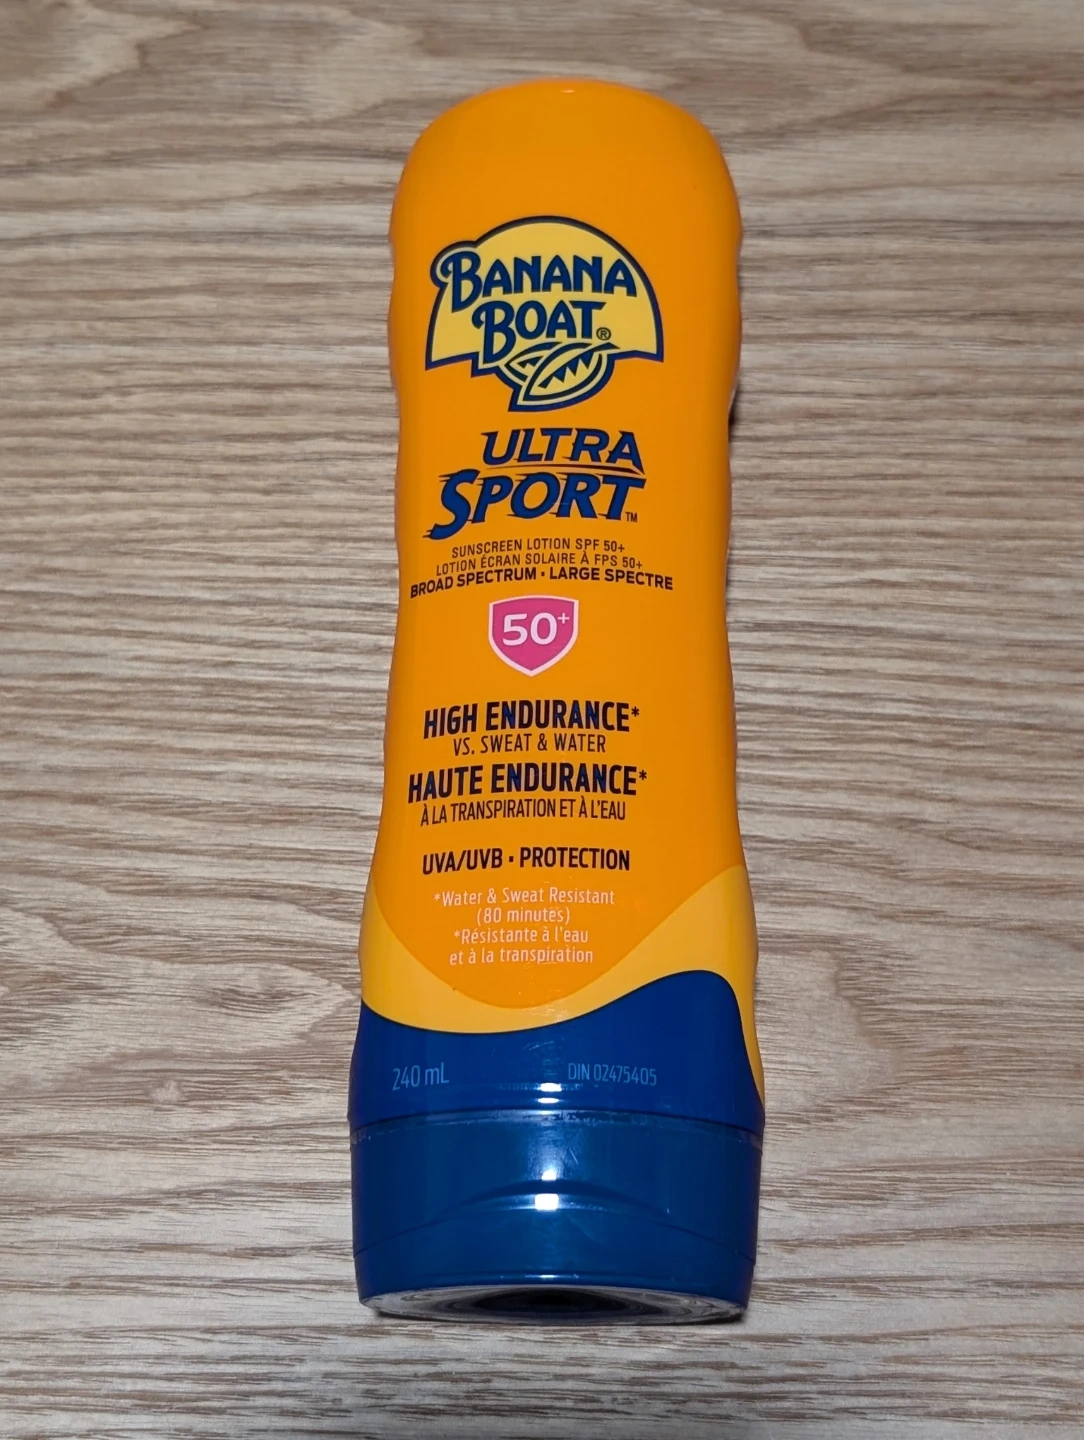 BANANA
BOAT®
ULTRA
SPORT™
SUNSCREEN LOTION SPF 50+
LOTION ÉCRAN SOLAIRE À FPS 50+
BROAD SPECTRUM • LARGE SPECTRE
50+
HIGH ENDURANCE*
VS. SWEAT & WATER
HAUTE ENDURANCE*
À LA TRANSPIRATION ET À L'EAU
UVA/UVB • PROTECTION
*Water & Sweat Resistant
(80 minutes)
*Résistante à l'eau
et à la transpiration
240 mL DIN 02475405